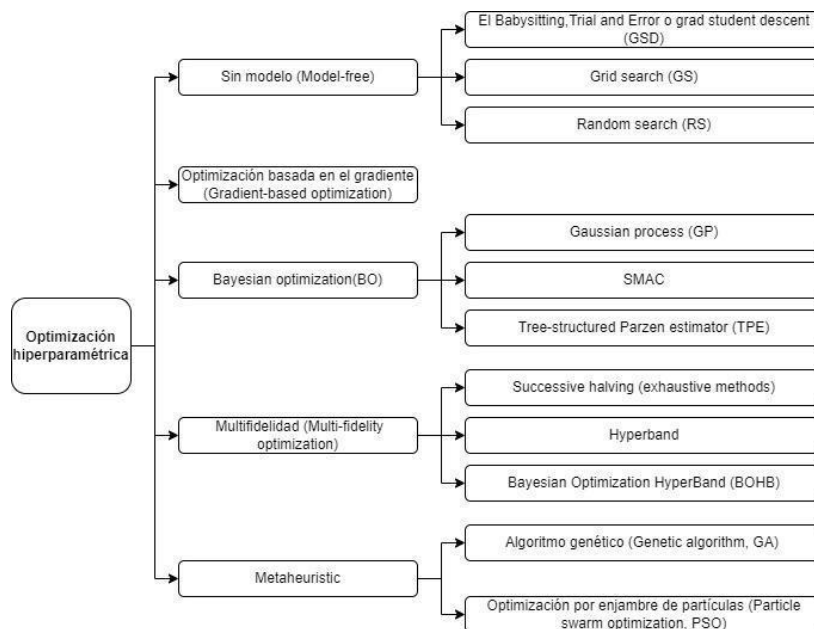 Optimización
hiperparamétrica
Sin modelo (Model-free)
El Babysitting,Trial and Error o grad student descent
(GSD)
Grid search (GS)
Random search (RS)
Optimización basada en el gradiente
(Gradient-based optimization)
Bayesian optimization(BO)
Gaussian process (GP)
SMAC
Tree-structured Parzen estimator (TPE)
Multifidelidad (Multi-fidelity
optimization)
Successive halving (exhaustive methods)
Hyperband
Bayesian Optimization HyperBand (BOHB)
Metaheuristic
Algoritmo genético (Genetic algorithm, GA)
Optimización por enjambre de partículas (Particle
swarm optimization, PSO)